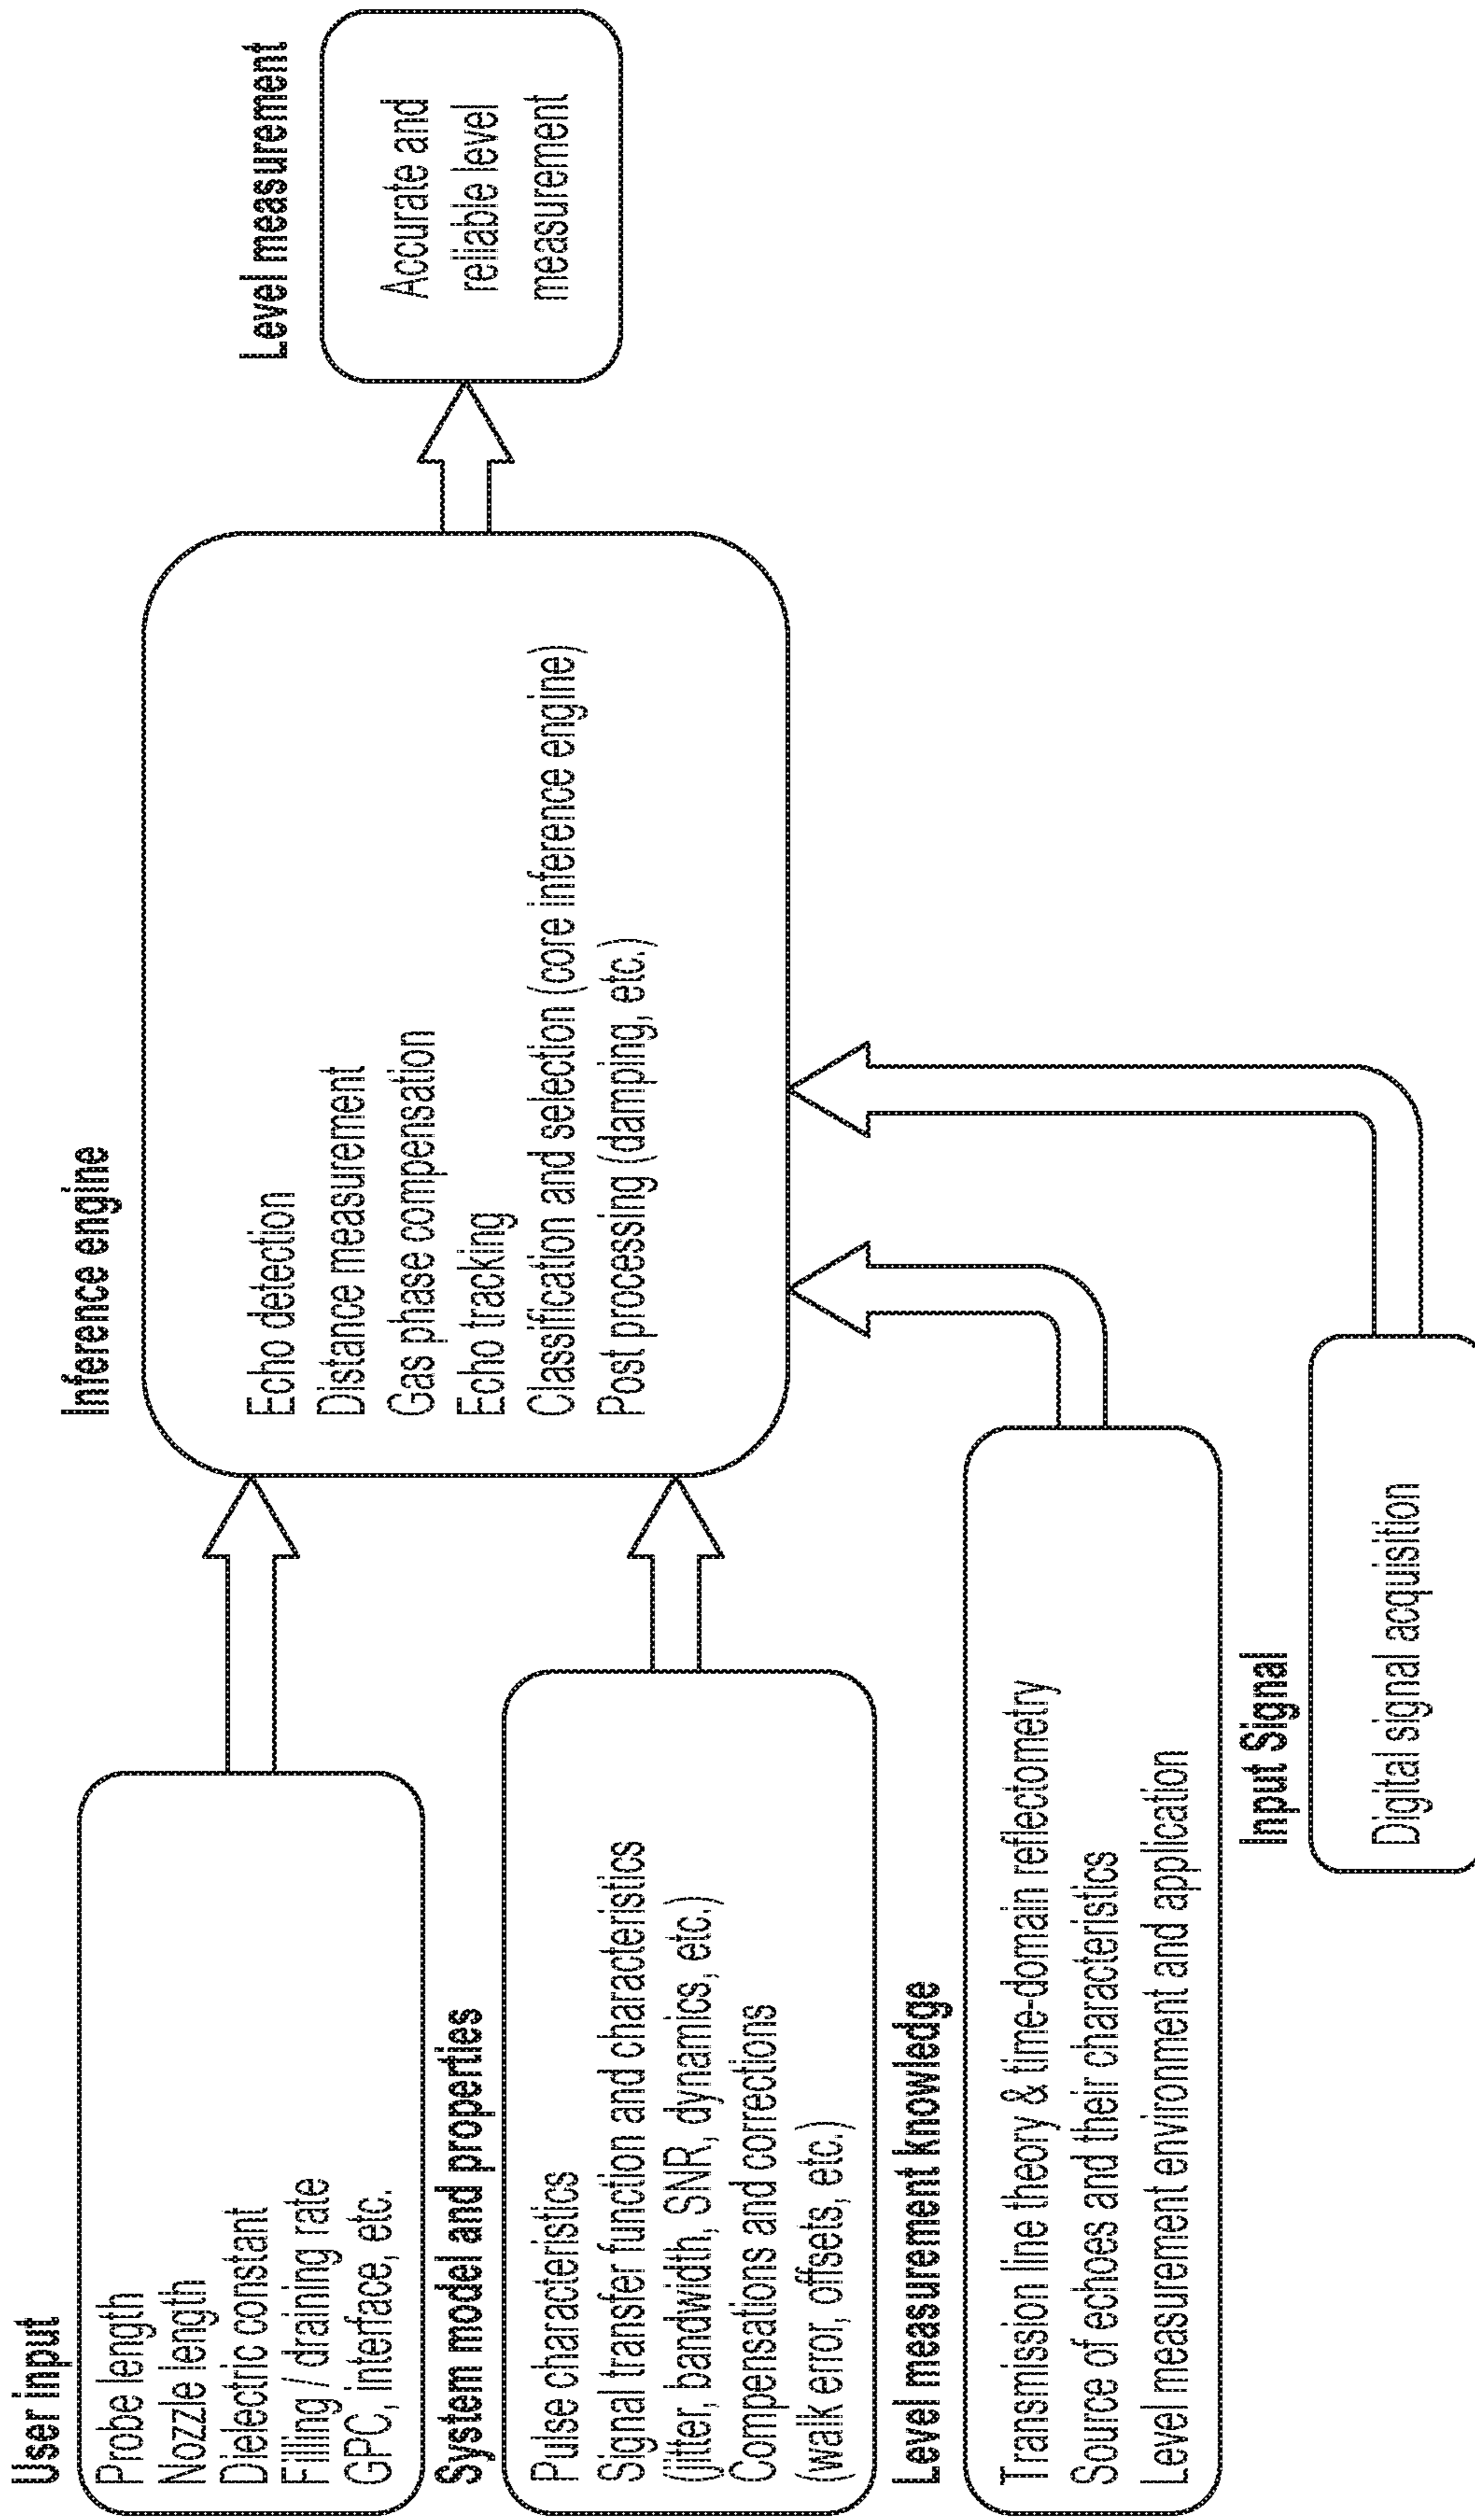 User input
Probe length
Nozzle length
Dielectric constant
Filling / draining rate
GPC, interface, etc.
System model and properties
Pulse characteristics
Signal transfer function and characteristics
(jitter, bandwidth, SNR, dynamics, etc.)
Compensations and corrections
(walk error, offsets, etc.)
Level measurement knowledge
Transmission line theory & time-domain reflectometry
Source of echoes and their characteristics
Level measurement environment and application
Input Signal
Digital signal acquisition
Inference engine
Echo detection
Distance measurement
Gas phase compensation
Echo tracking
Classification and selection (core inference engine)
Post processing (damping, etc.)
Level measurement
Accurate and
reliable level
measurement